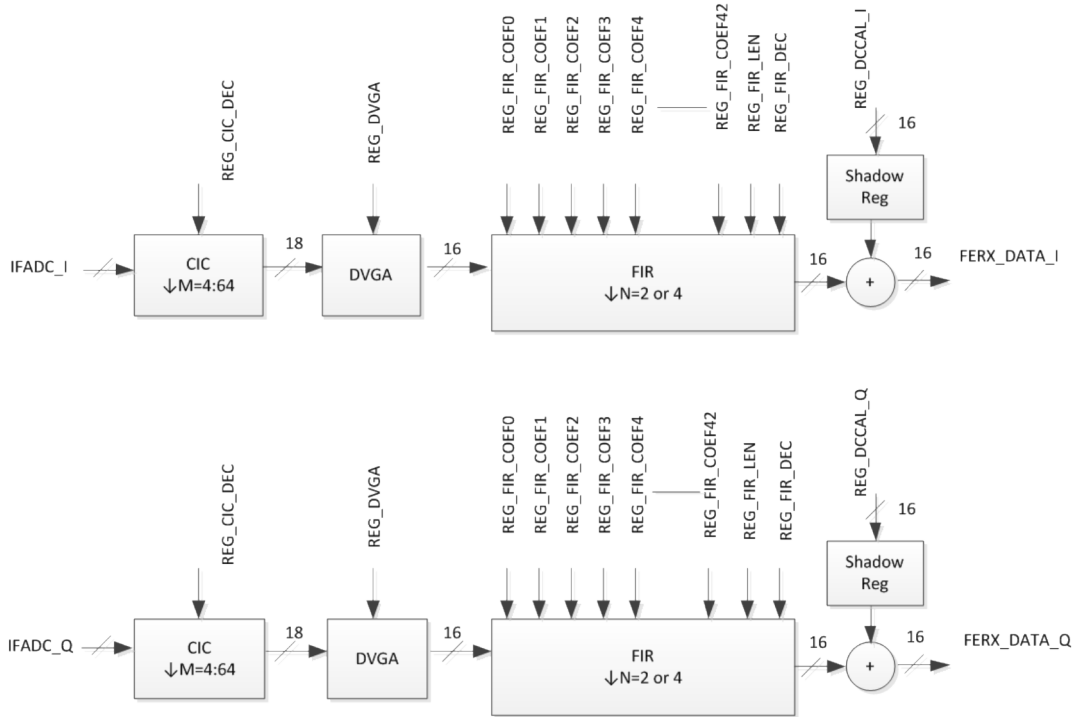 REG_CIC_DEC
REG_DVGA
REG_FIR_COEF0
REG_FIR_COEF1
REG_FIR_COEF2
REG_FIR_COEF3
REG_FIR_COEF4
REG_FIR_COEF42
REG_FIR_LEN
REG_FIR_DEC
REG_DCCAL_I
16
Shadow
Reg
IFADC_I
CIC
↓M=4:64
18
DVGA
16
FIR
↓N=2 or 4
16
+
16
FERX_DATA_I
REG_CIC_DEC
REG_DVGA
REG_FIR_COEF0
REG_FIR_COEF1
REG_FIR_COEF2
REG_FIR_COEF3
REG_FIR_COEF4
REG_FIR_COEF42
REG_FIR_LEN
REG_FIR_DEC
REG_DCCAL_Q
16
Shadow
Reg
IFADC_Q
CIC
↓M=4:64
18
DVGA
16
FIR
↓N=2 or 4
16
+
16
FERX_DATA_Q